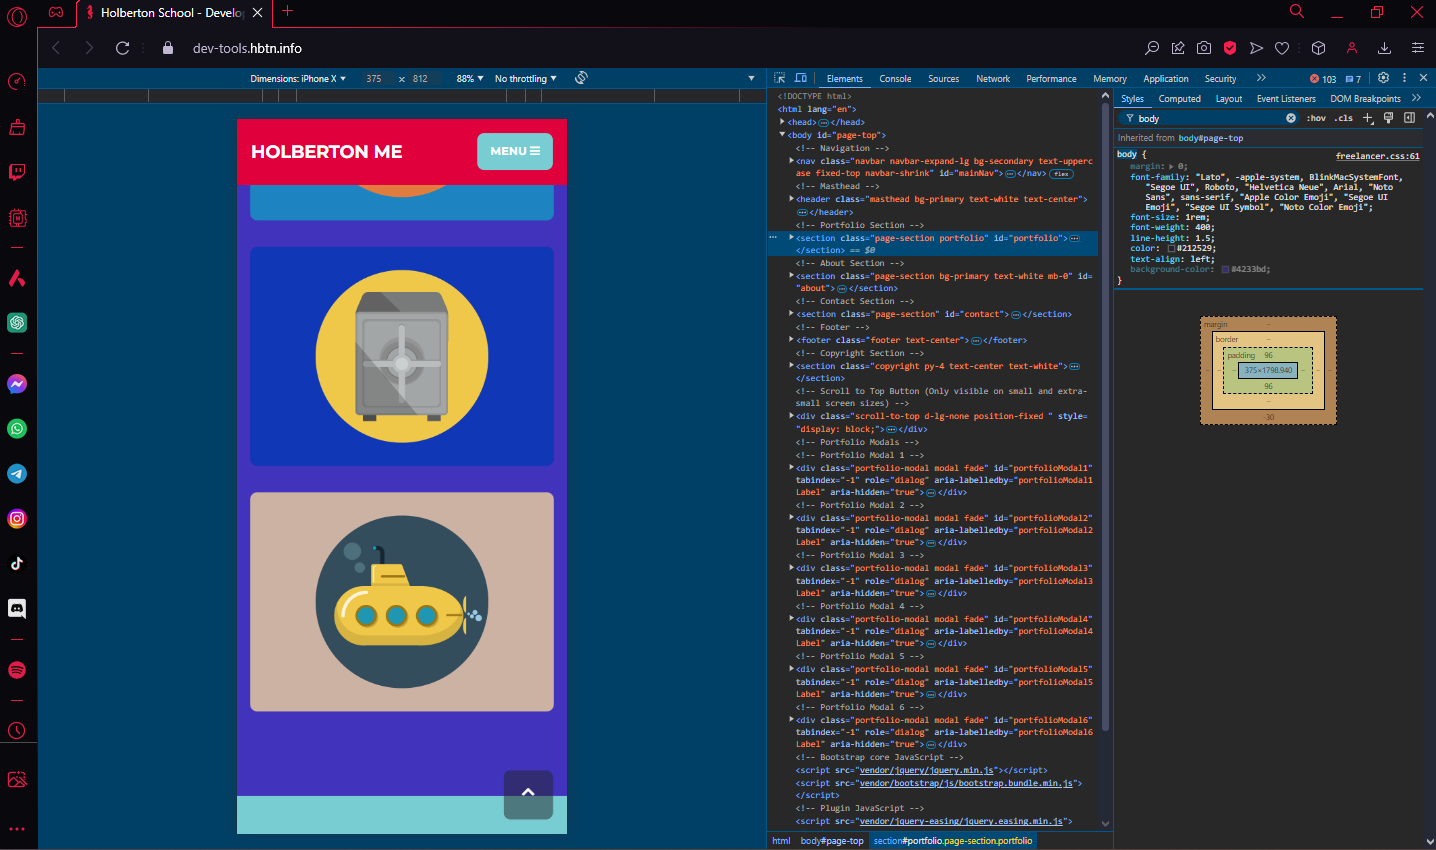 Holberton School - Develop
dev-tools.hbtn.info
Dimensions: iPhone X ▾ 375 x 812 88% ▾ No throttling ▾
HOLBERTON ME
MENU
Elements Console Sources Network Performance Memory Application Security » 103 7
<!DOCTYPE html>
<html lang="en">
<head>…</head>
<body id="page-top">
<!-- Navigation -->
<nav class="navbar navbar-expand-lg bg-secondary text-upperc
ase fixed-top navbar-shrink" id="mainNav">…</nav> flex
<!-- Masthead -->
<header class="masthead bg-primary text-white text-center">
…</header>
<!-- Portfolio Section -->
<section class="page-section portfolio" id="portfolio">…
</section> == $0
<!-- About Section -->
<section class="page-section bg-primary text-white mb-0" id=
"about">…</section>
<!-- Contact Section -->
<section class="page-section" id="contact">…</section>
<!-- Footer -->
<footer class="footer text-center">…</footer>
<!-- Copyright Section -->
<section class="copyright py-4 text-center text-white">…
</section>
<!-- Scroll to Top Button (Only visible on small and extra-
small screen sizes) -->
<div class="scroll-to-top d-lg-none position-fixed " style=
"display: block;">…</div>
<!-- Portfolio Modals -->
<!-- Portfolio Modal 1 -->
<div class="portfolio-modal modal fade" id="portfolioModal1"
tabindex="-1" role="dialog" aria-labelledby="portfolioModal1
Label" aria-hidden="true">…</div>
<!-- Portfolio Modal 2 -->
<div class="portfolio-modal modal fade" id="portfolioModal2"
tabindex="-1" role="dialog" aria-labelledby="portfolioModal2
Label" aria-hidden="true">…</div>
<!-- Portfolio Modal 3 -->
<div class="portfolio-modal modal fade" id="portfolioModal3"
tabindex="-1" role="dialog" aria-labelledby="portfolioModal3
Label" aria-hidden="true">…</div>
<!-- Portfolio Modal 4 -->
<div class="portfolio-modal modal fade" id="portfolioModal4"
tabindex="-1" role="dialog" aria-labelledby="portfolioModal4
Label" aria-hidden="true">…</div>
<!-- Portfolio Modal 5 -->
<div class="portfolio-modal modal fade" id="portfolioModal5"
tabindex="-1" role="dialog" aria-labelledby="portfolioModal5
Label" aria-hidden="true">…</div>
<!-- Portfolio Modal 6 -->
<div class="portfolio-modal modal fade" id="portfolioModal6"
tabindex="-1" role="dialog" aria-labelledby="portfolioModal6
Label" aria-hidden="true">…</div>
<!-- Bootstrap core JavaScript -->
<script src="vendor/jquery/jquery.min.js"></script>
<script src="vendor/bootstrap/js/bootstrap.bundle.min.js">
</script>
<!-- Plugin JavaScript -->
<script src="vendor/jquery-easing/jquery.easing.min.js">
html body#page-top section#portfolio.page-section.portfolio
Styles Computed Layout Event Listeners DOM Breakpoints »
body :hov .cls
Inherited from body#page-top
body { freelancer.css:61
margin: 0;
font-family: "Lato", -apple-system, BlinkMacSystemFont,
"Segoe UI", Roboto, "Helvetica Neue", Arial, "Noto
Sans", sans-serif, "Apple Color Emoji", "Segoe UI
Emoji", "Segoe UI Symbol", "Noto Color Emoji";
font-size: 1rem;
font-weight: 400;
line-height: 1.5;
color: #212529;
text-align: left;
background-color: #4233bd;
}
margin –
border –
padding 96
– – – 375×1798.940 – – –
96
–
-30